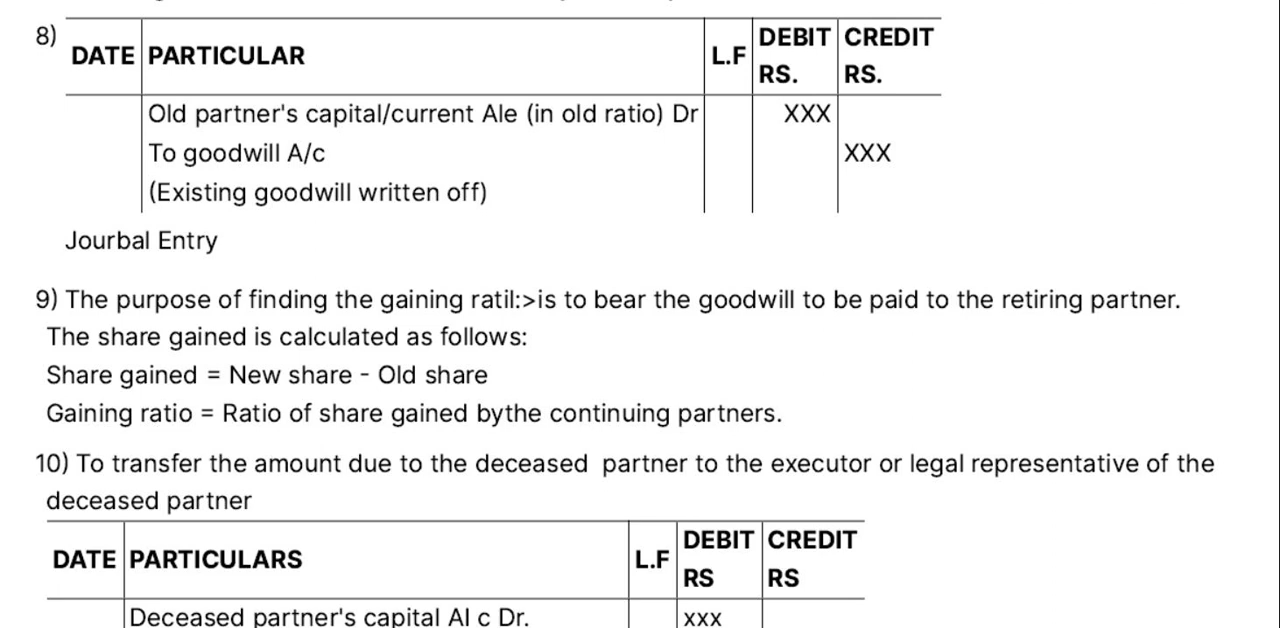 8)
DATE PARTICULAR L.F DEBIT RS. CREDIT RS.
Old partner's capital/current Ale (in old ratio) Dr XXX
To goodwill A/c XXX
(Existing goodwill written off)
Jourbal Entry
9) The purpose of finding the gaining ratil:>is to bear the goodwill to be paid to the retiring partner.
The share gained is calculated as follows:
Share gained = New share - Old share
Gaining ratio = Ratio of share gained bythe continuing partners.
10) To transfer the amount due to the deceased partner to the executor or legal representative of the
deceased partner
DATE PARTICULARS L.F DEBIT RS CREDIT RS
Deceased partner's capital Al c Dr. xxx